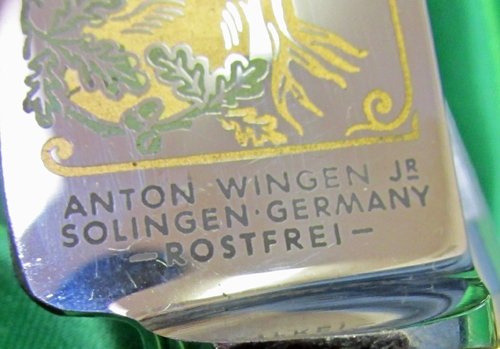 ANTON WINGEN JR
SOLINGEN·GERMANY
—ROSTFREI—